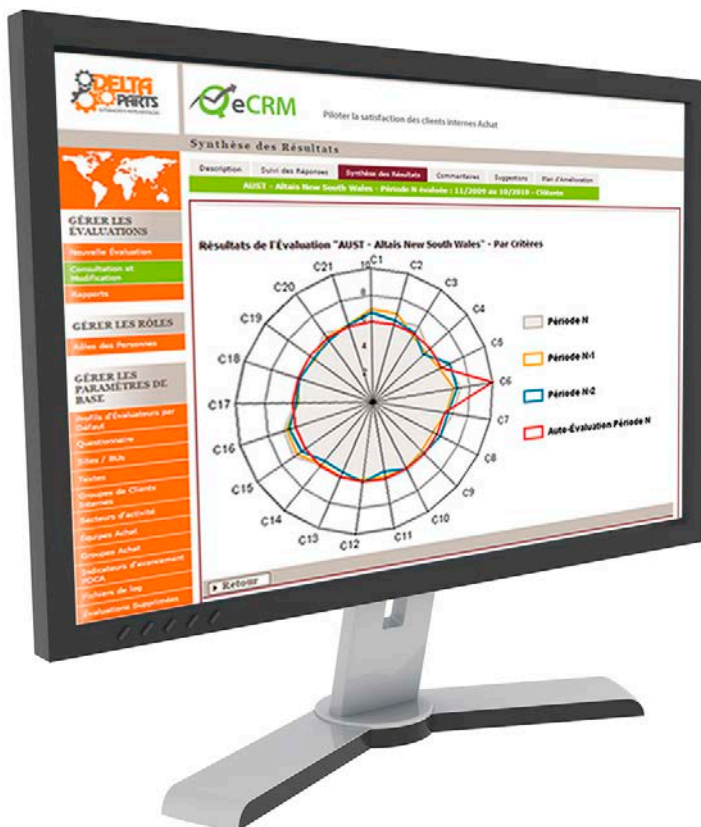 DELTA
PARTS
eCRM
Piloter la satisfaction des clients internes Achat
Synthèse des Résultats
Description
Suivi des Réponses
Synthèse des Résultats
Commentaires
Suggestions
Plan d'Amélioration
AUST - Altais New South Wales - Période N évaluée : 11/2009 au 10/2010 - Clôturée
GÉRER LES
ÉVALUATIONS
Nouvelle Évaluation
Consultation et
Modification
Rapports
GÉRER LES RÔLES
Rôles des Personnes
GÉRER LES
PARAMÈTRES DE
BASE
Profils d'Évaluateurs par
Défaut
Questionnaire
Sites / BUs
Textes
Groupes de Clients
Internes
Secteurs d'activité
Équipes Achat
Groupes Achat
Indicateurs d'avancement
PDCA
Fichiers de log
Évaluations Supprimées
Résultats de l'Évaluation "AUST - Altais New South Wales" - Par Critères
10
8
4
2
C1
C2
C3
C4
C5
C6
C7
C8
C9
C10
C11
C12
C13
C14
C15
C16
C17
C18
C19
C20
C21
Période N
Période N-1
Période N-2
Auto-Évaluation Période N
Retour